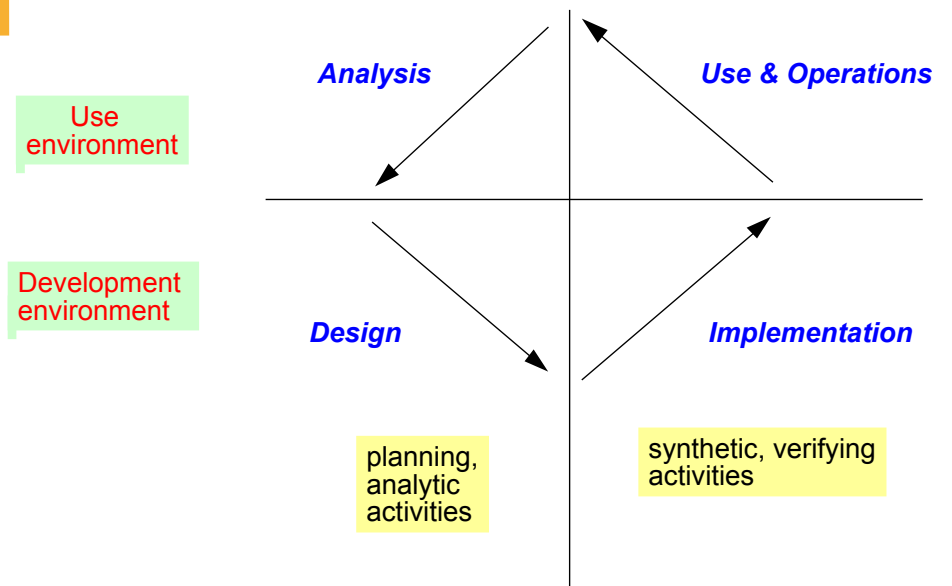 Analysis
Use & Operations
Use
environment
Development
environment
Design
Implementation
planning,
analytic
activities
synthetic, verifying
activities